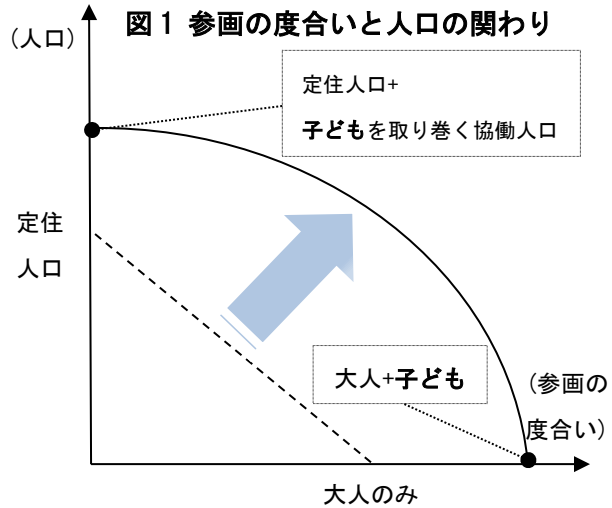 図1 参画の度合いと人口の関わり
(人口)
定住人口+
子どもを取り巻く協働人口
定住
人口
大人+子ども
(参画の
度合い)
大人のみ